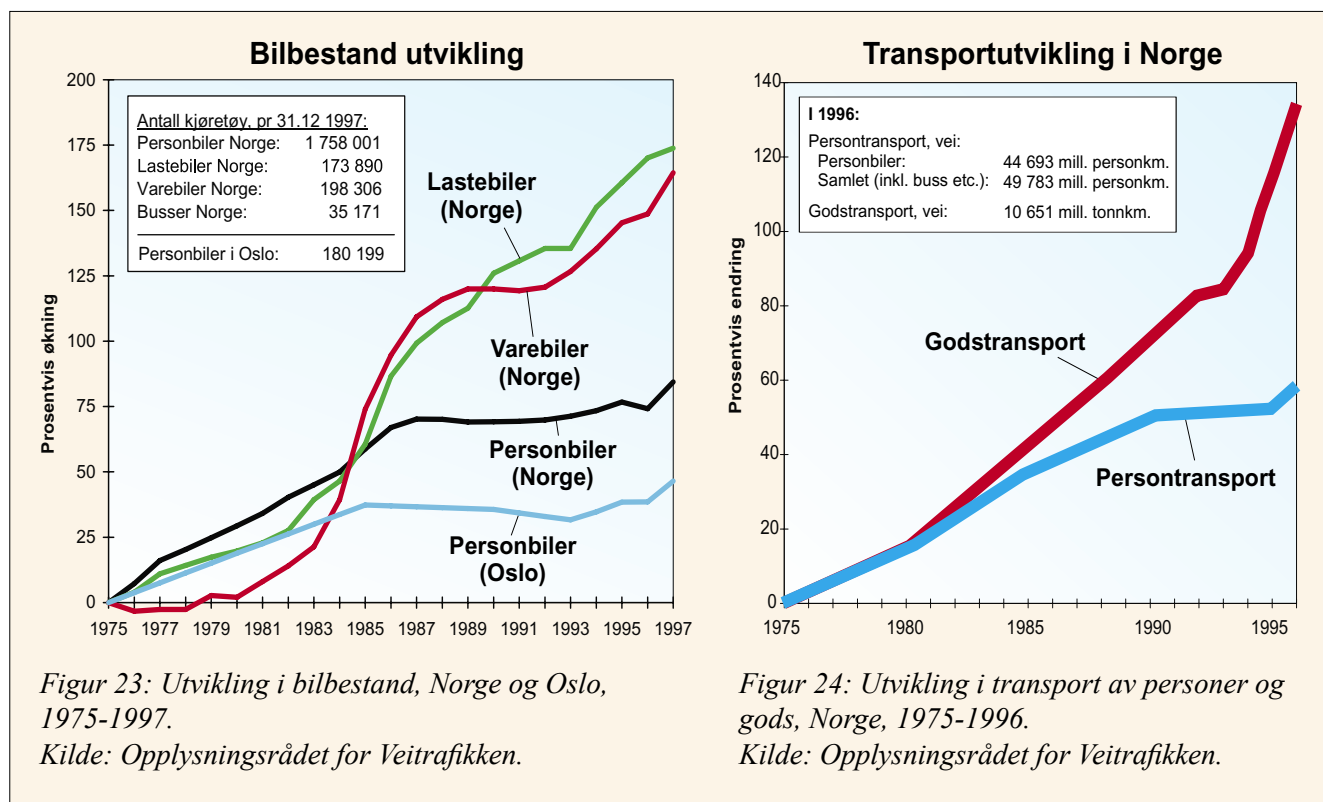 Bilbestand utvikling
Prosentvis økning
200
175
150
125
100
75
50
25
0
Antall kjøretøy, pr 31.12 1997:
Personbiler Norge: 1 758 001
Lastebiler Norge: 173 890
Varebiler Norge: 198 306
Busser Norge: 35 171
Personbiler i Oslo: 180 199
Lastebiler
(Norge)
Varebiler
(Norge)
Personbiler
(Norge)
Personbiler
(Oslo)
1975 1977 1979 1981 1983 1985 1987 1989 1991 1993 1995 1997
Figur 23: Utvikling i bilbestand, Norge og Oslo,
1975-1997.
Kilde: Opplysningsrådet for Veitrafikken.
Transportutvikling i Norge
Prosentvis endring
140
120
100
80
60
40
20
0
I 1996:
Persontransport, vei:
Personbiler: 44 693 mill. personkm.
Samlet (inkl. buss etc.): 49 783 mill. personkm.
Godstransport, vei: 10 651 mill. tonnkm.
Godstransport
Persontransport
1975 1980 1985 1990 1995
Figur 24: Utvikling i transport av personer og
gods, Norge, 1975-1996.
Kilde: Opplysningsrådet for Veitrafikken.